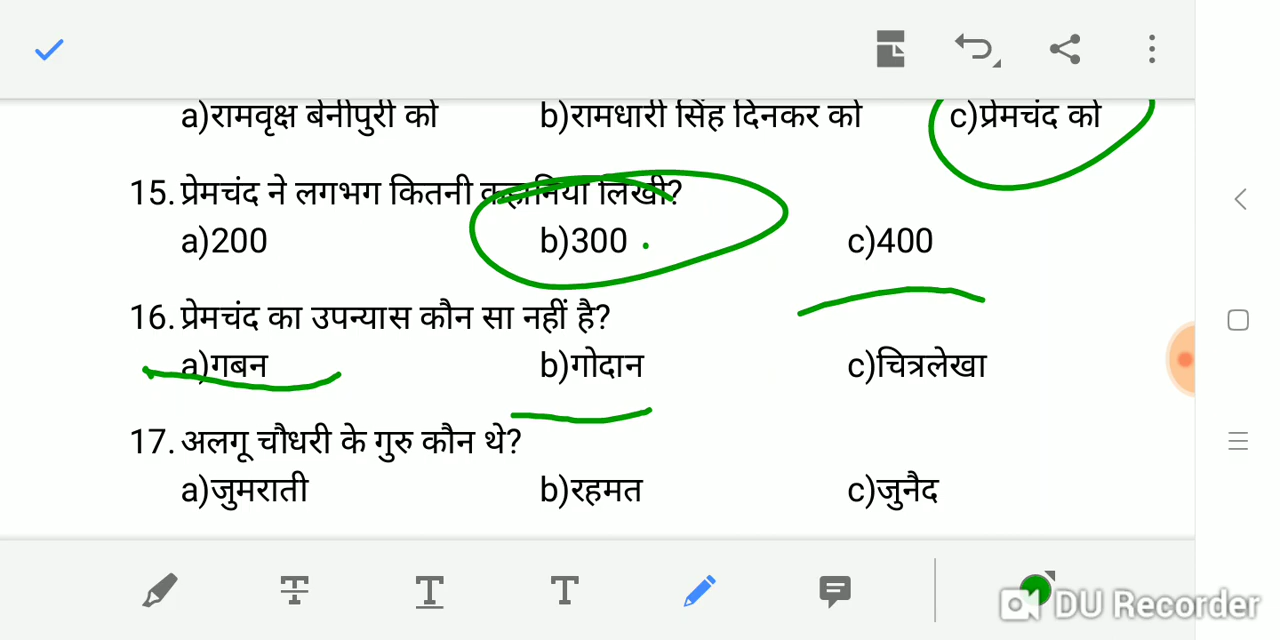 a)रामवृक्ष बेनीपुरी को b)रामधारी सिंह दिनकर को c)प्रेमचंद को
15. प्रेमचंद ने लगभग कितनी कहानियां लिखी?
a)200 b)300 c)400
16. प्रेमचंद का उपन्यास कौन सा नहीं है?
a)गबन b)गोदान c)चित्रलेखा
17. अलगू चौधरी के गुरु कौन थे?
a)जुमराती b)रहमत c)जुनैद
T T T
DU Recorder